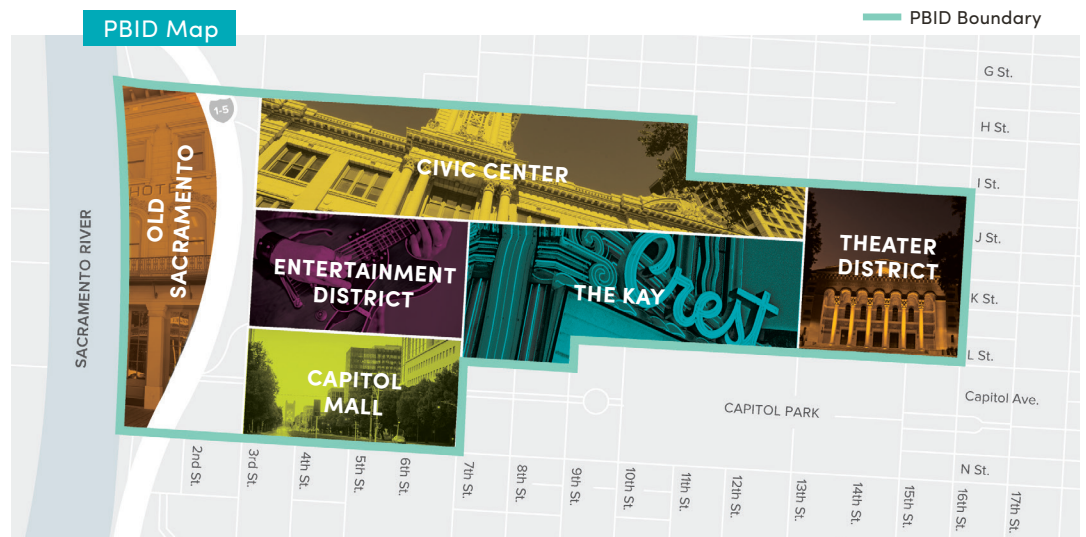 PBID Map
PBID Boundary
G St.
H St.
I St.
J St.
K St.
L St.
Capitol Ave.
N St.
I-5
SACRAMENTO RIVER
HOTEL
OLD
SACRAMENTO
CIVIC CENTER
ENTERTAINMENT
DISTRICT
THE KAY
Crest
THEATER
DISTRICT
CAPITOL
MALL
CAPITOL PARK
2nd St.
3rd St.
4th St.
5th St.
6th St.
7th St.
8th St.
9th St.
10th St.
11th St.
12th St.
13th St.
14th St.
15th St.
16th St.
17th St.